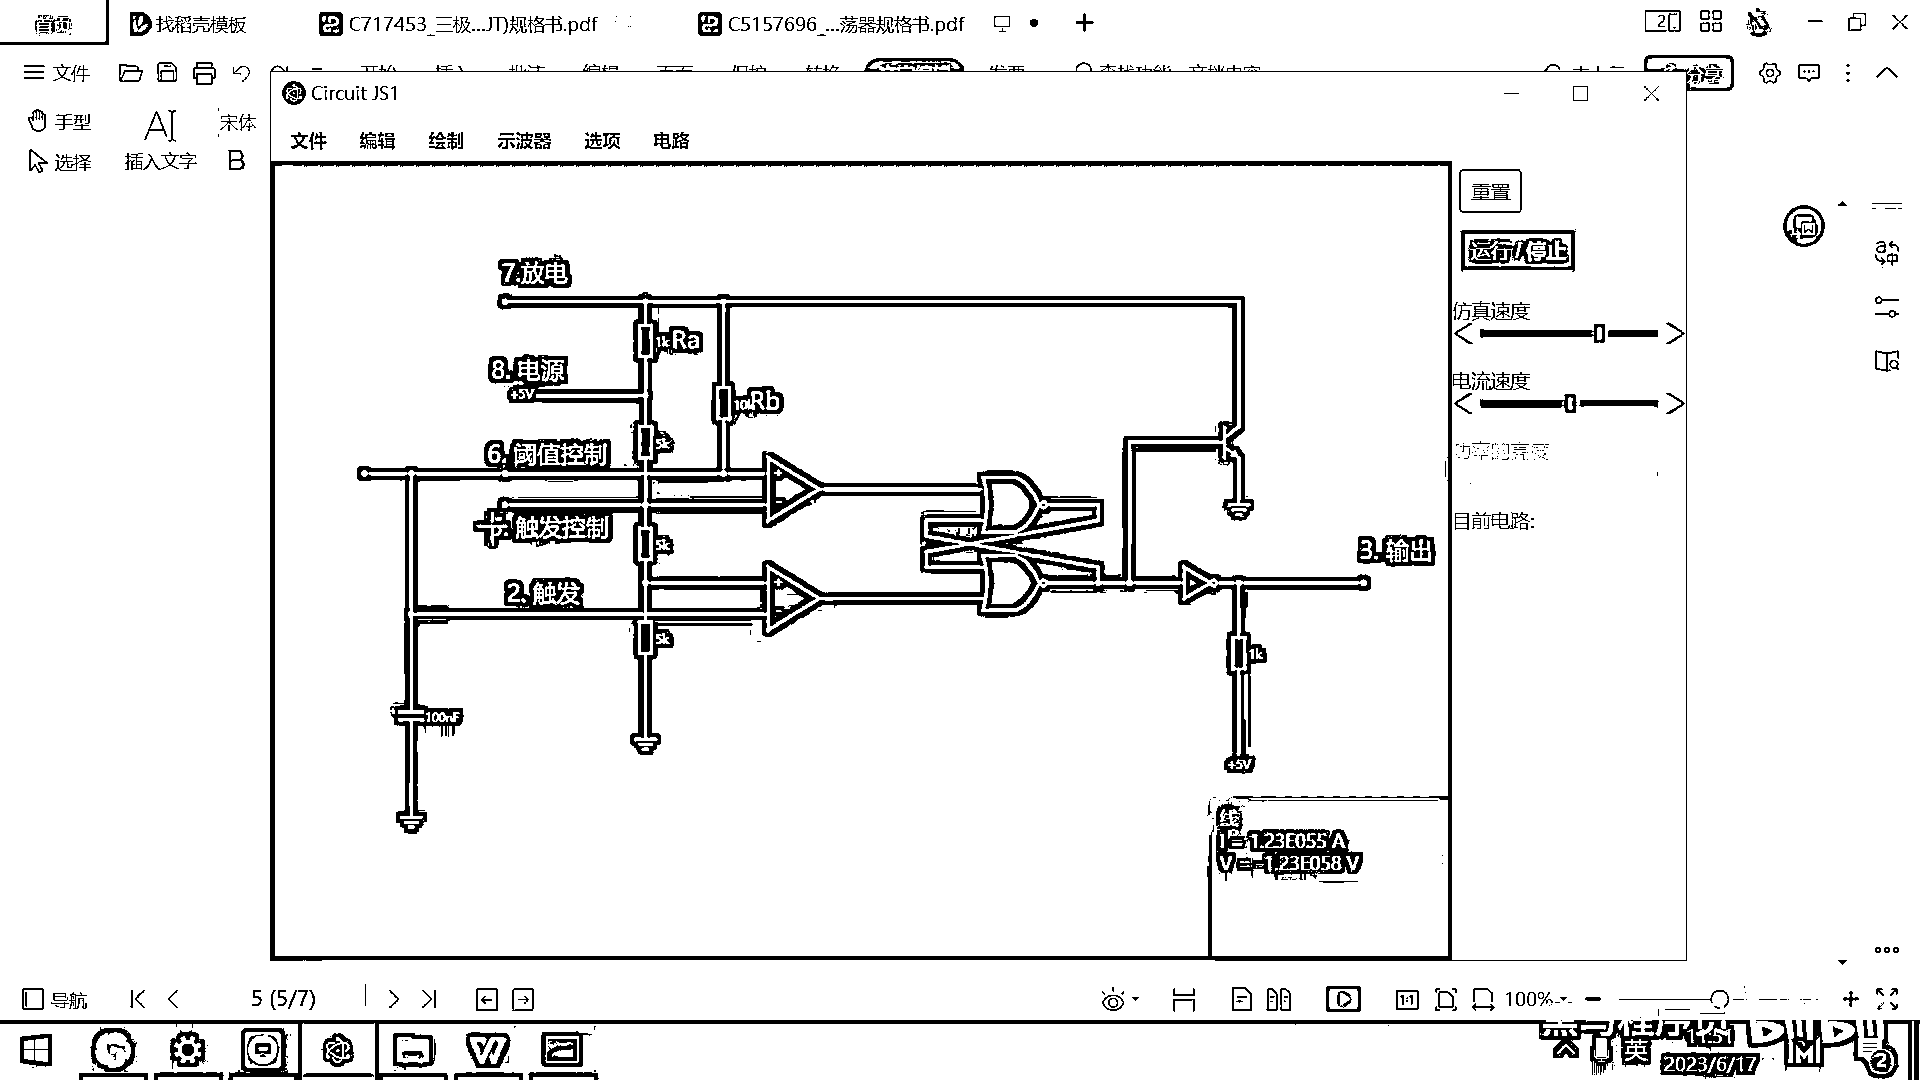 首页
找稻壳模板
C717453_三极...JT)规格书.pdf
C5157696_...荡器规格书.pdf
文件
手型
选择
插入文字
宋体
B
Circuit JS1
文件 编辑 绘制 示波器 选项 电路
重置
运行/停止
仿真速度
电流速度
功率的亮度
目前电路:
7.放电
1k Ra
8. 电源
+5V
10k Rb
5k
6. 阈值控制
触发控制
5k
2. 触发
5k
3. 输出
1k
100nF
+5V
线
I = 1.23E055 A
V = -1.23E058 V
导航
5 (5/7)
1:1
100%
英
11:51
2023/6/17
2